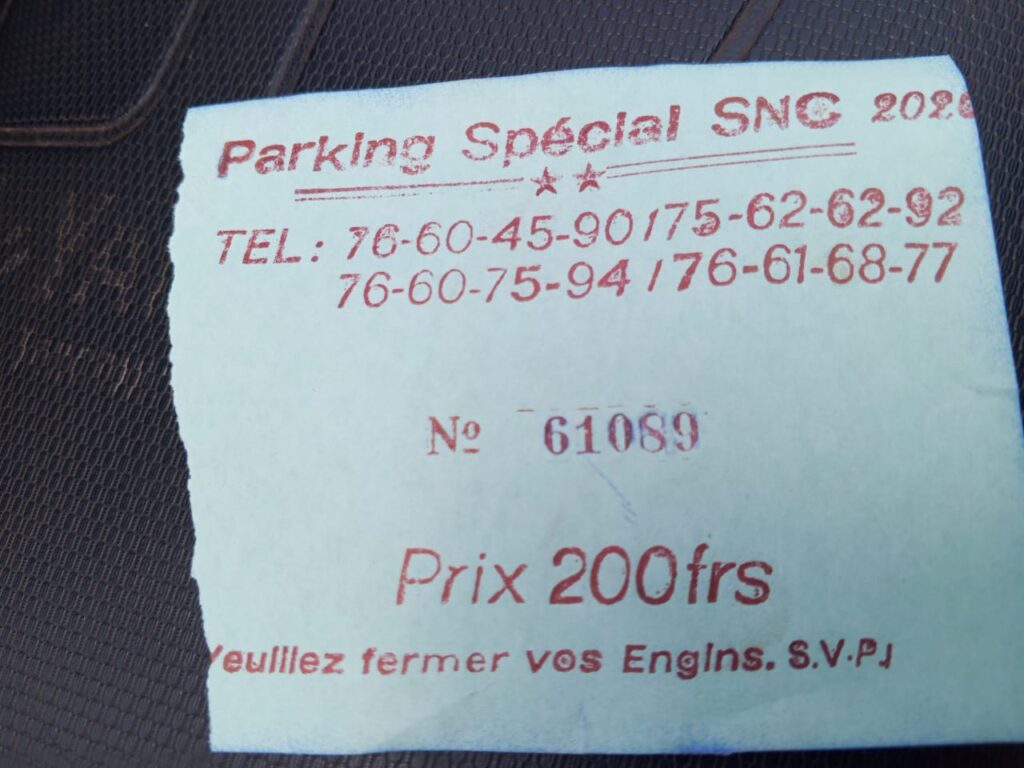 Parking Spécial SNC 2026
TEL: 76-60-45-90/75-62-62-92
76-60-75-94/76-61-68-77
Nº 61089
Prix 200frs
Veuillez fermer vos Engins. S.V.P.